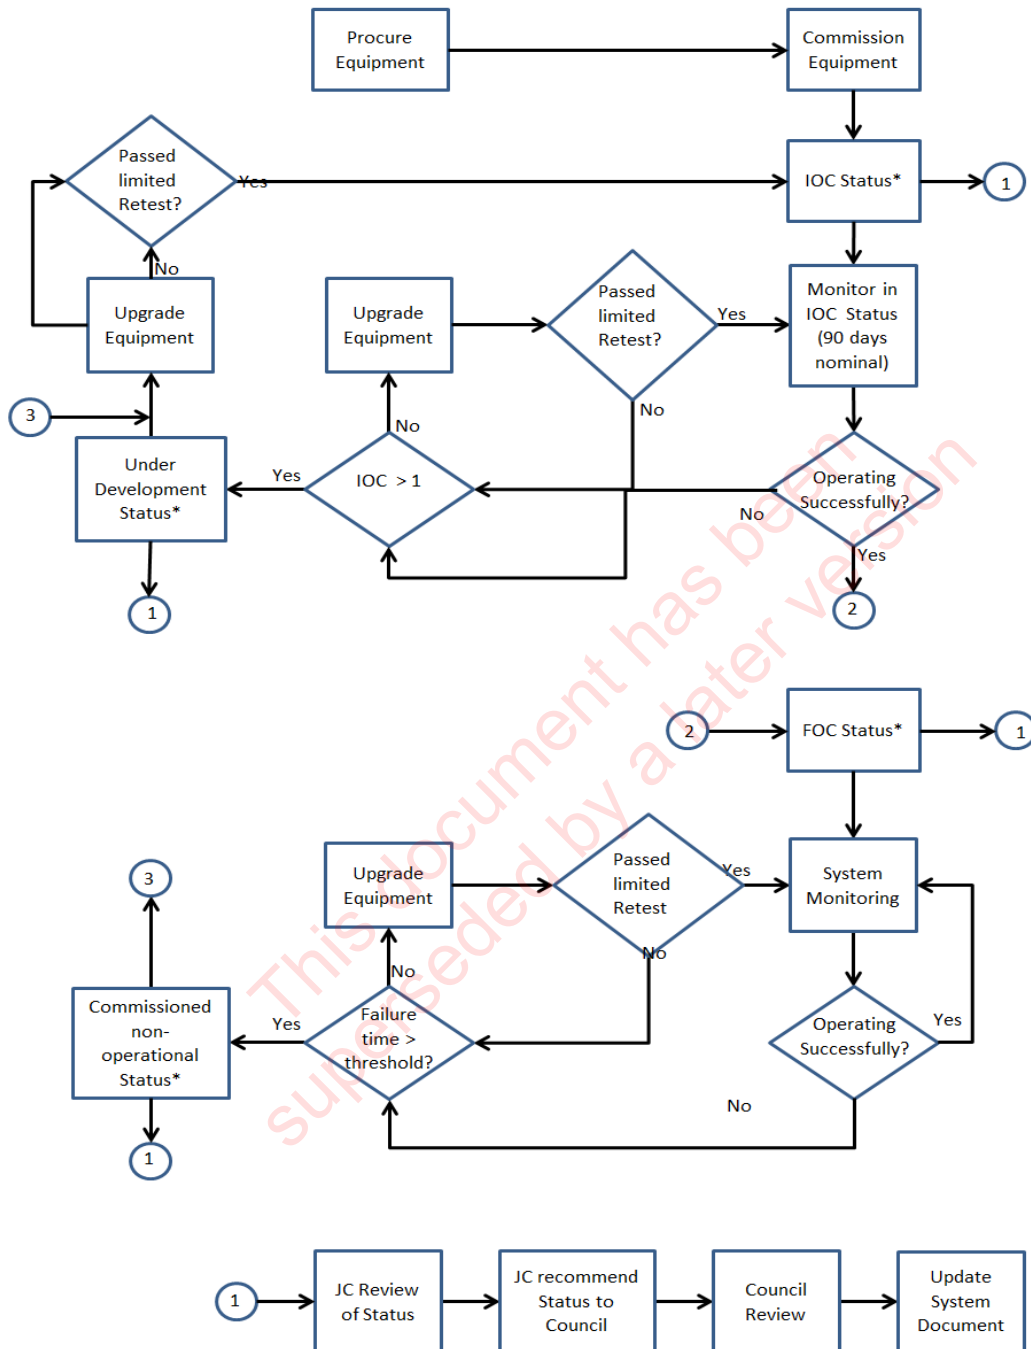 Procure
Equipment
Commission
Equipment
Passed
limited
Retest?
Yes
IOC Status*
1
No
Upgrade
Equipment
Upgrade
Equipment
Passed
limited
Retest?
Yes
Monitor in
IOC Status
(90 days
nominal)
3
No
No
Under
Development
Status*
Yes
IOC > 1
No
Operating
Successfully?
Yes
1
2
2
FOC Status*
1
3
Upgrade
Equipment
Passed
limited
Retest
Yes
System
Monitoring
No
No
Commissioned
non-
operational
Status*
Yes
Failure
time >
threshold?
Operating
Successfully?
Yes
No
1
1
JC Review
of Status
JC recommend
Status to
Council
Council
Review
Update
System
Document
This document has been
superseded by a later version